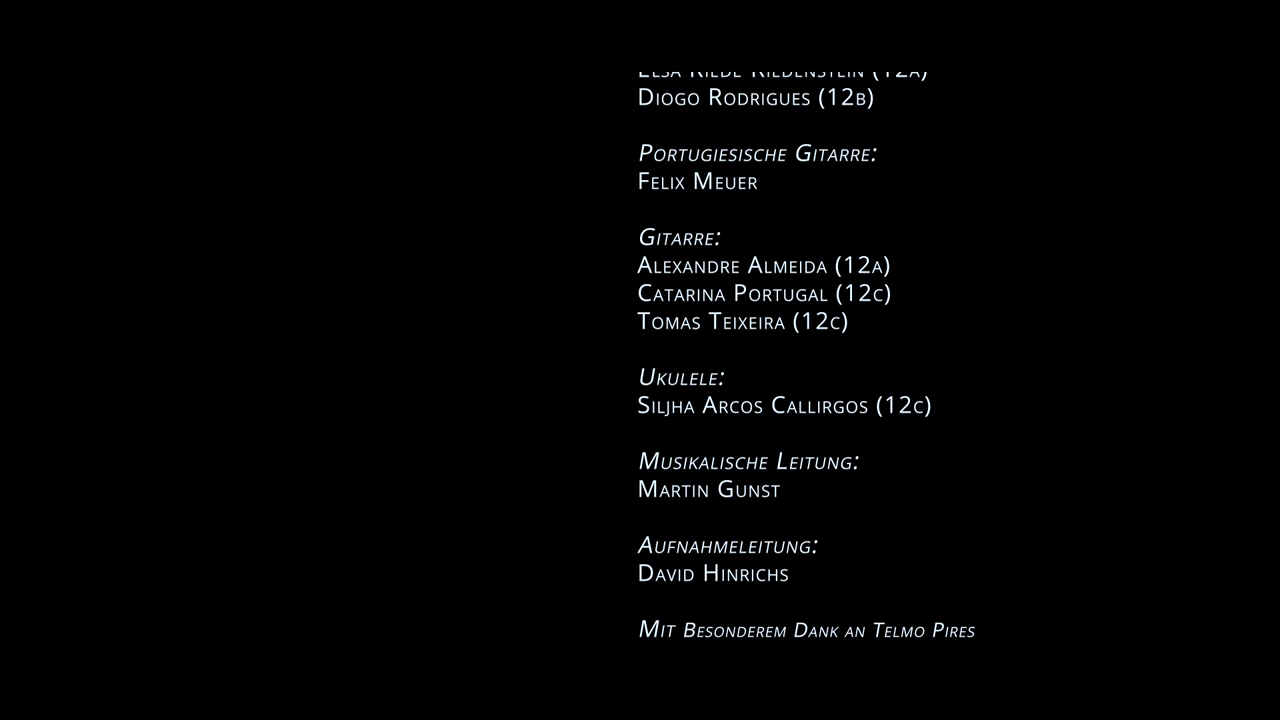 Diogo Rodrigues (12b)
Portugiesische Gitarre:
Felix Meuer
Gitarre:
Alexandre Almeida (12a)
Catarina Portugal (12c)
Tomas Teixeira (12c)
Ukulele:
Siljha Arcos Callirgos (12c)
Musikalische Leitung:
Martin Gunst
Aufnahmeleitung:
David Hinrichs
Mit Besonderem Dank an Telmo Pires